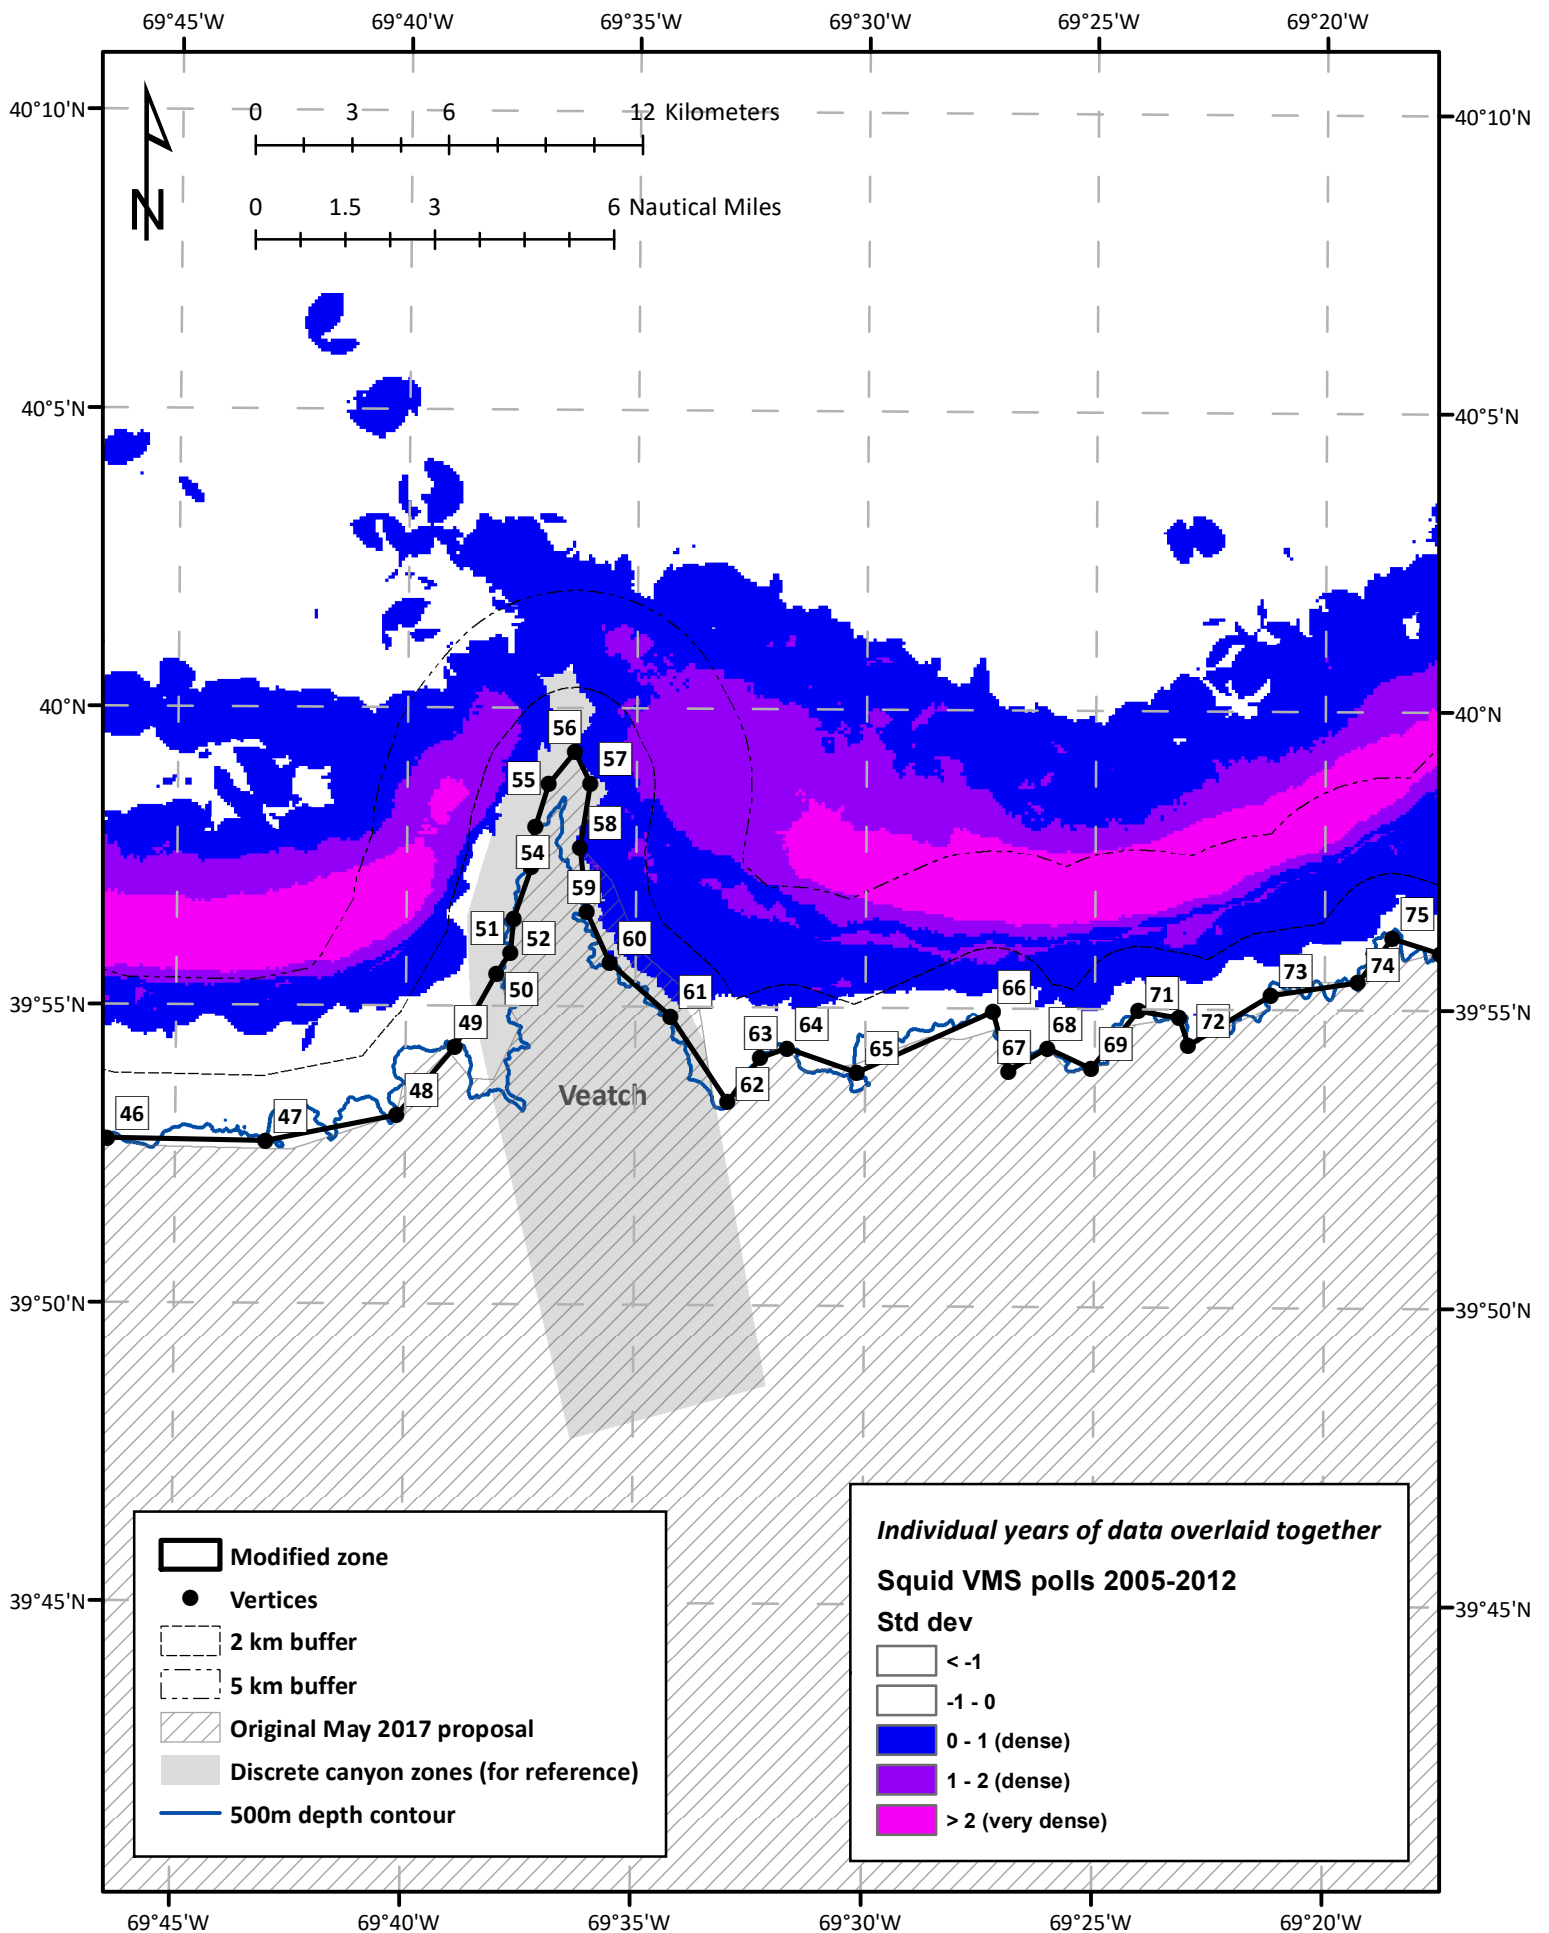 69°45'W 69°40'W 69°35'W 69°30'W 69°25'W 69°20'W
40°10'N 40°10'N
0 3 6 12 Kilometers
N
0 1.5 3 6 Nautical Miles
40°5'N 40°5'N
40°N 40°N
56
57
55
58
54
59
75
51 52 60
74
73
50 61 66 71
39°55'N 39°55'N
49 63 64 68 72
67 69
65
48 62
Veatch
46 47
39°50'N 39°50'N
39°45'N 39°45'N
Modified zone
Vertices
2 km buffer
5 km buffer
Original May 2017 proposal
Discrete canyon zones (for reference)
500m depth contour
Individual years of data overlaid together
Squid VMS polls 2005-2012
Std dev
< -1
-1 - 0
0 - 1 (dense)
1 - 2 (dense)
> 2 (very dense)
69°45'W 69°40'W 69°35'W 69°30'W 69°25'W 69°20'W